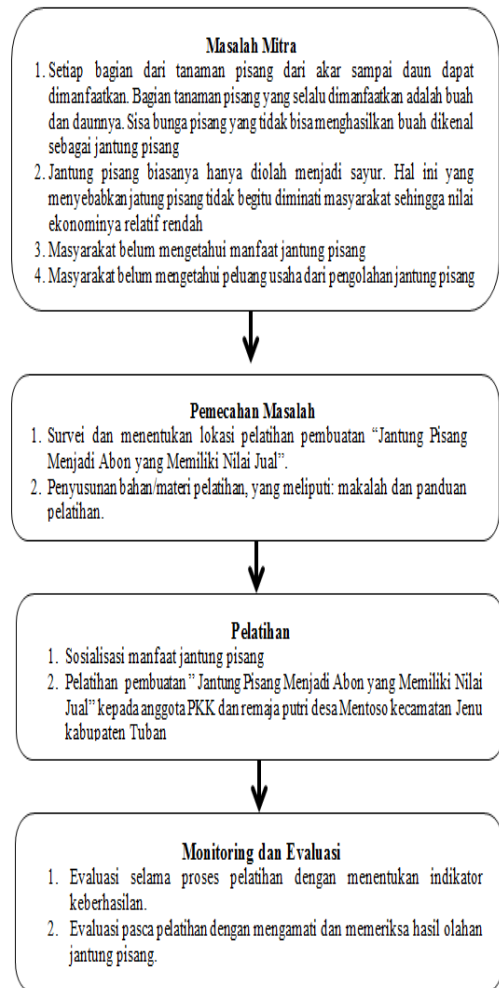 Masalah Mitra
1. Setiap bagian dari tanaman pisang dari akar sampai daun dapat
dimanfaatkan. Bagian tanaman pisang yang selalu dimanfaatkan adalah buah
dan daunnya. Sisa bunga pisang yang tidak bisa menghasilkan buah dikenal
sebagai jantung pisang
2. Jantung pisang biasanya hanya diolah menjadi sayur. Hal ini yang
menyebabkan jatung pisang tidak begitu diminati masyarakat sehingga nilai
ekonominya relatif rendah
3. Masyarakat belum mengetahui manfaat jantung pisang
4. Masyarakat belum mengetahui peluang usaha dari pengolahan jantung pisang
Pemecahan Masalah
1. Survei dan menentukan lokasi pelatihan pembuatan “Jantung Pisang
Menjadi Abon yang Memiliki Nilai Jual”.
2. Penyusunan bahan/materi pelatihan, yang meliputi: makalah dan panduan
pelatihan.
Pelatihan
1. Sosialisasi manfaat jantung pisang
2. Pelatihan pembuatan ” Jantung Pisang Menjadi Abon yang Memiliki Nilai
Jual” kepada anggota PKK dan remaja putri desa Mentoso kecamatan Jenu
kabupaten Tuban
Monitoring dan Evaluasi
1. Evaluasi selama proses pelatihan dengan menentukan indikator
keberhasilan.
2. Evaluasi pasca pelatihan dengan mengamati dan memeriksa hasil olahan
jantung pisang.